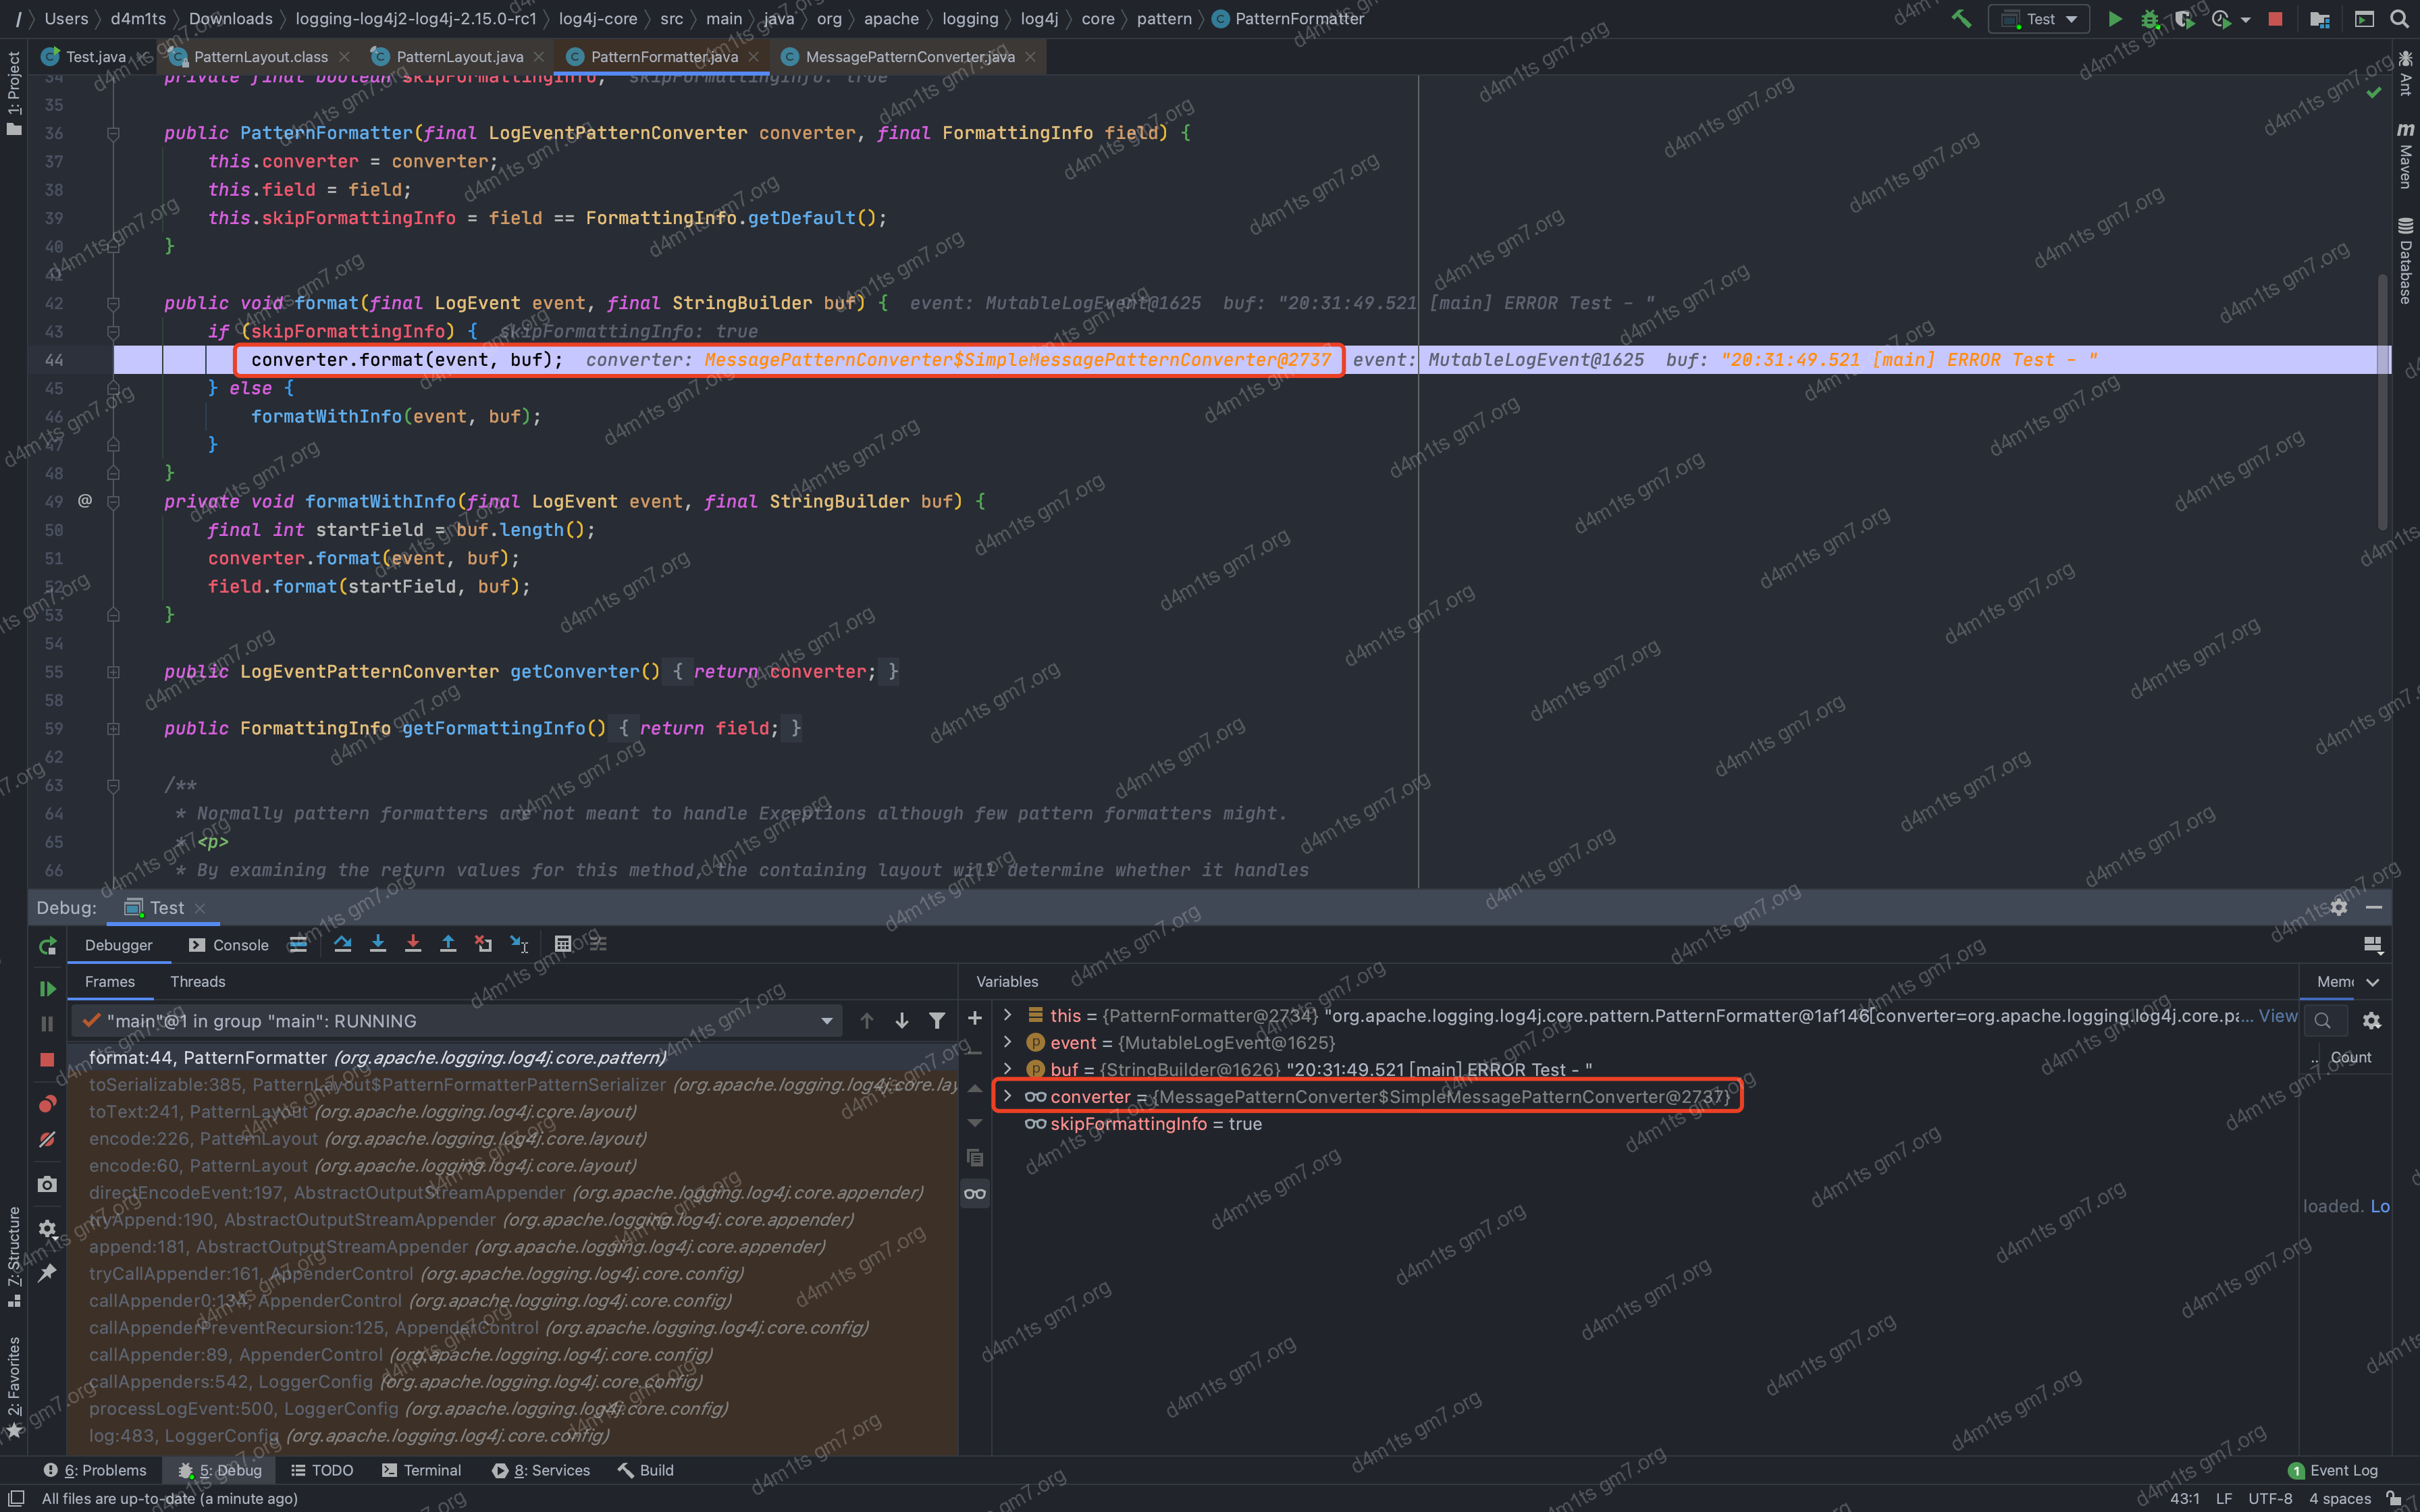 / Users > d4m1ts > Downloads > logging-log4j2-log4j-2.15.0-rc1 > log4j-core > src > main > java > org > apache > logging > log4j > core > pattern > PatternFormatter
Test
Test.java PatternLayout.class PatternLayout.java PatternFormatter.java MessagePatternConverter.java
1: Project
Ant
Maven
Database
34 private final boolean skipFormattingInfo; skipFormattingInfo: true
35
36 public PatternFormatter(final LogEventPatternConverter converter, final FormattingInfo field) {
37 this.converter = converter;
38 this.field = field;
39 this.skipFormattingInfo = field == FormattingInfo.getDefault();
40 }
41
42 public void format(final LogEvent event, final StringBuilder buf) { event: MutableLogEvent@1625 buf: "20:31:49.521 [main] ERROR Test - "
43 if (skipFormattingInfo) { skipFormattingInfo: true
44 converter.format(event, buf); converter: MessagePatternConverter$SimpleMessagePatternConverter@2737 event: MutableLogEvent@1625 buf: "20:31:49.521 [main] ERROR Test - "
45 } else {
46 formatWithInfo(event, buf);
47 }
48 }
49 @ private void formatWithInfo(final LogEvent event, final StringBuilder buf) {
50 final int startField = buf.length();
51 converter.format(event, buf);
52 field.format(startField, buf);
53 }
54
55 public LogEventPatternConverter getConverter() { return converter; }
58
59 public FormattingInfo getFormattingInfo() { return field; }
62
63 /**
64 * Normally pattern formatters are not meant to handle Exceptions although few pattern formatters might.
65 * <p>
66 * By examining the return values for this method, the containing layout will determine whether it handles
Debug: Test
Debugger Console
Frames Threads
Variables
Mem
"main"@1 in group "main": RUNNING
format:44, PatternFormatter (org.apache.logging.log4j.core.pattern)
toSerializable:385, PatternLayout$PatternFormatterPatternSerializer (org.apache.logging.log4j.core.lay
toText:241, PatternLayout (org.apache.logging.log4j.core.layout)
encode:226, PatternLayout (org.apache.logging.log4j.core.layout)
encode:60, PatternLayout (org.apache.logging.log4j.core.layout)
directEncodeEvent:197, AbstractOutputStreamAppender (org.apache.logging.log4j.core.appender)
tryAppend:190, AbstractOutputStreamAppender (org.apache.logging.log4j.core.appender)
append:181, AbstractOutputStreamAppender (org.apache.logging.log4j.core.appender)
tryCallAppender:161, AppenderControl (org.apache.logging.log4j.core.config)
callAppender0:134, AppenderControl (org.apache.logging.log4j.core.config)
callAppenderPreventRecursion:125, AppenderControl (org.apache.logging.log4j.core.config)
callAppender:89, AppenderControl (org.apache.logging.log4j.core.config)
callAppenders:542, LoggerConfig (org.apache.logging.log4j.core.config)
processLogEvent:500, LoggerConfig (org.apache.logging.log4j.core.config)
log:483, LoggerConfig (org.apache.logging.log4j.core.config)
this = {PatternFormatter@2734} "org.apache.logging.log4j.core.pattern.PatternFormatter@1af146[converter=org.apache.logging.log4j.core.pa... View
event = {MutableLogEvent@1625}
buf = {StringBuilder@1626} "20:31:49.521 [main] ERROR Test - "
converter = {MessagePatternConverter$SimpleMessagePatternConverter@2737}
skipFormattingInfo = true
.. Count
loaded. Lo
7: Structure
2: Favorites
6: Problems 5: Debug TODO Terminal 8: Services Build
1 Event Log
All files are up-to-date (a minute ago)
43:1 LF UTF-8 4 spaces
d4m1ts gm7.org